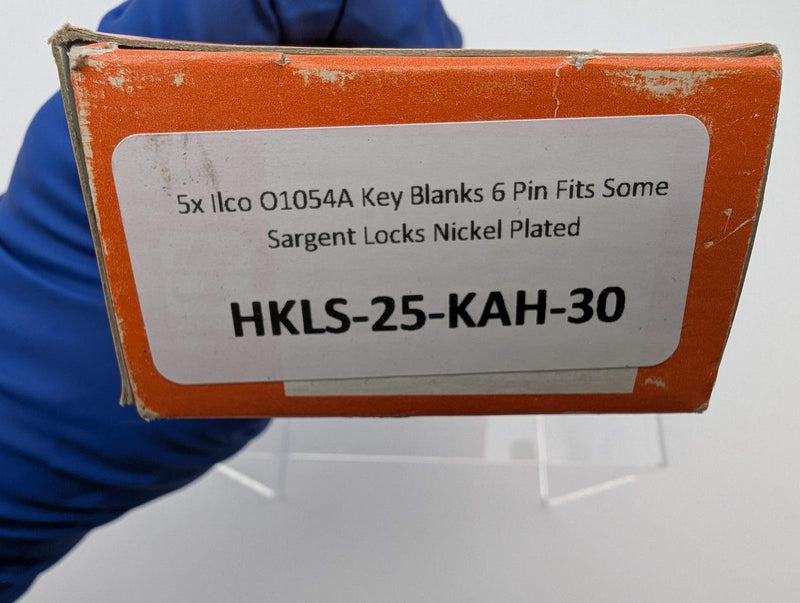 5x Ilco O1054A Key Blanks 6 Pin Fits Some
Sargent Locks Nickel Plated
HKLS-25-KAH-30